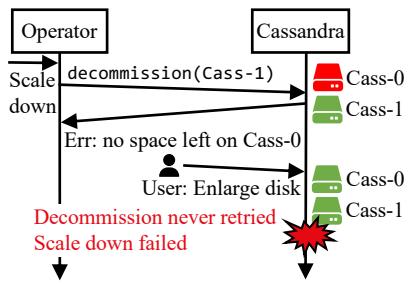 Operator
Cassandra
Scale
down
decommission(Cass-1)
Cass-0
Cass-1
Err: no space left on Cass-0
User: Enlarge disk
Cass-0
Cass-1
Decommission never retried
Scale down failed